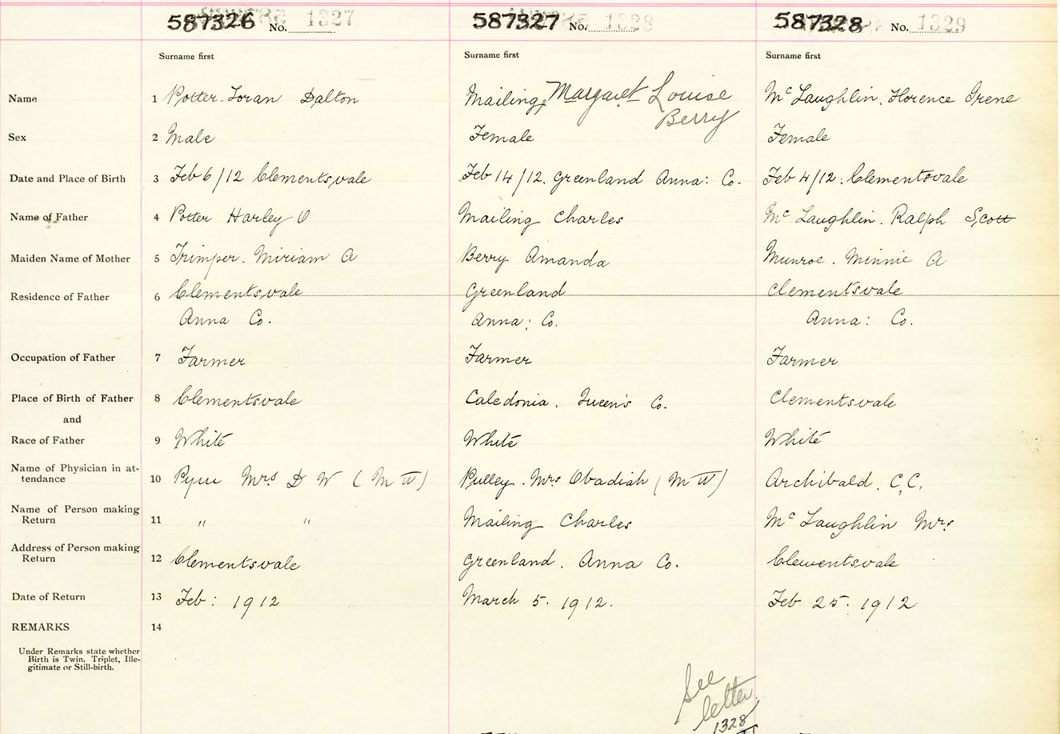 587326 No. 1327 587327 No. 1328 587328 No. 1329
Surname first Surname first Surname first
Name 1 Potter. Loran Dalton Mailing, Margaret Louise Berry McLaughlin. Florence Irene
Sex 2 Male Female Female
Date and Place of Birth 3 Feb 6/12 Clementsvale Feb 14/12. Greenland Anna: Co. Feb 4/12. Clementsvale
Name of Father 4 Potter Harley O Mailing Charles McLaughlin. Ralph Scott
Maiden Name of Mother 5 Trimper. Miriam A Berry Amanda Munroe. Minnie A
Residence of Father 6 Clementsvale Greenland Clementsvale
Anna Co. Anna: Co. Anna: Co.
Occupation of Father 7 Farmer Farmer Farmer
Place of Birth of Father 8 Clementsvale Caledonia. Queen's Co. Clementsvale
and
Race of Father 9 White White White
Name of Physician in at-
tendance 10 Mrs D W (M W) Pulley. Mrs Obadiah (M W) Archibald. C.C.
Name of Person making
Return 11 " " Mailing Charles McLaughlin Mrs
Address of Person making
Return 12 Clementsvale Greenland. Anna Co. Clementsvale
Date of Return 13 Feb: 1912 March 5. 1912. Feb 25. 1912
REMARKS 14
Under Remarks state whether
Birth is Twin, Triplet, Ille-
gitimate or Still-birth.
See
letter
1328